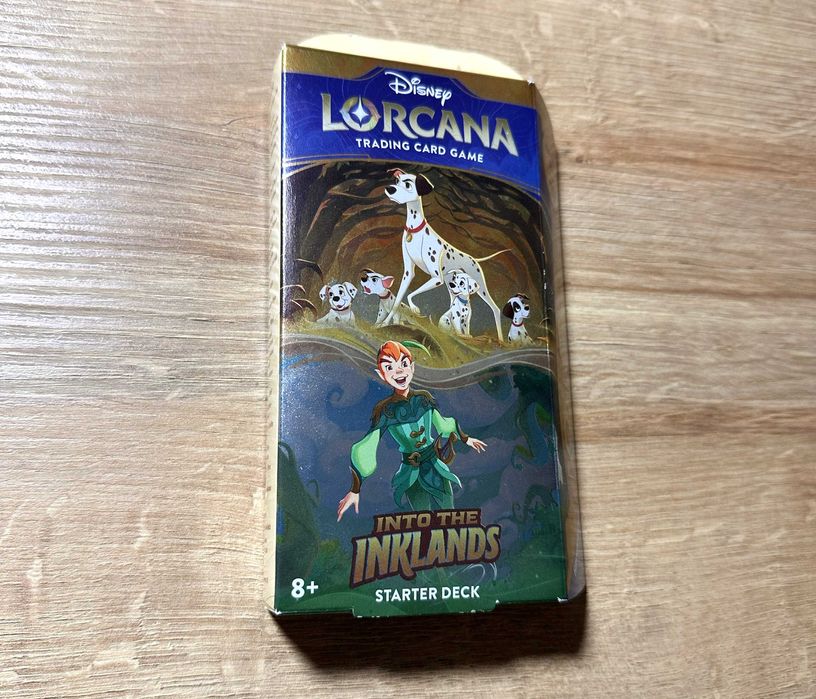 Disney
LORCANA
TRADING CARD GAME
INTO THE
INKLANDS
8+
STARTER DECK